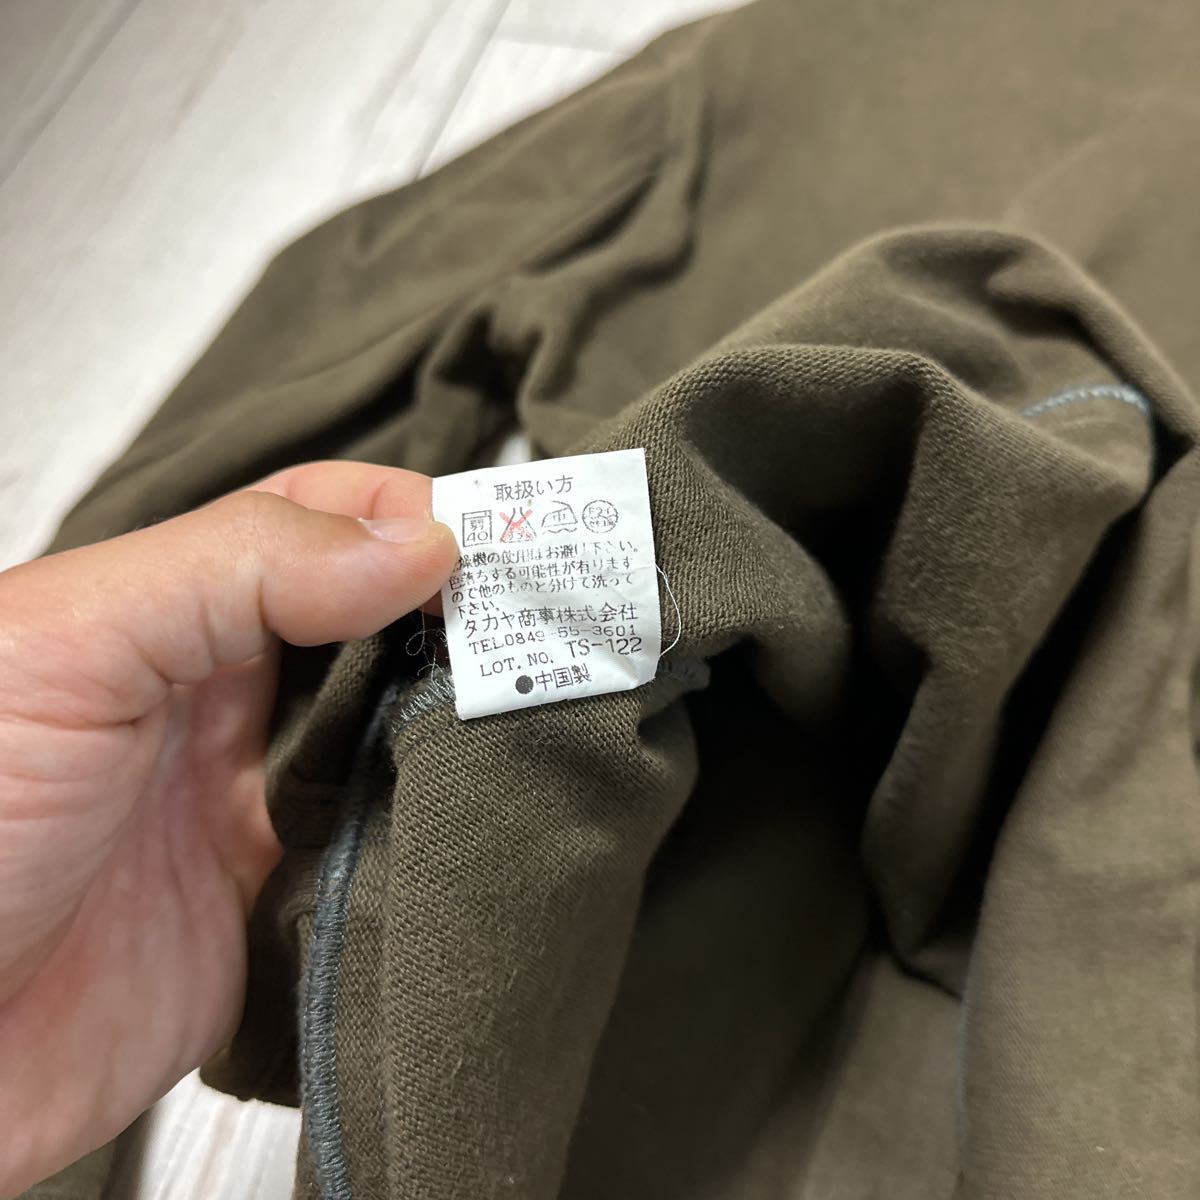 取扱い方
弱
40
中
燥機の使用はお避け下さい。
色落ちする可能性が有ります
ので他のものと分けて洗って
下さい。
タカヤ商事株式会社
TEL0849-55-3601
LOT. NO. TS-122
●中国製